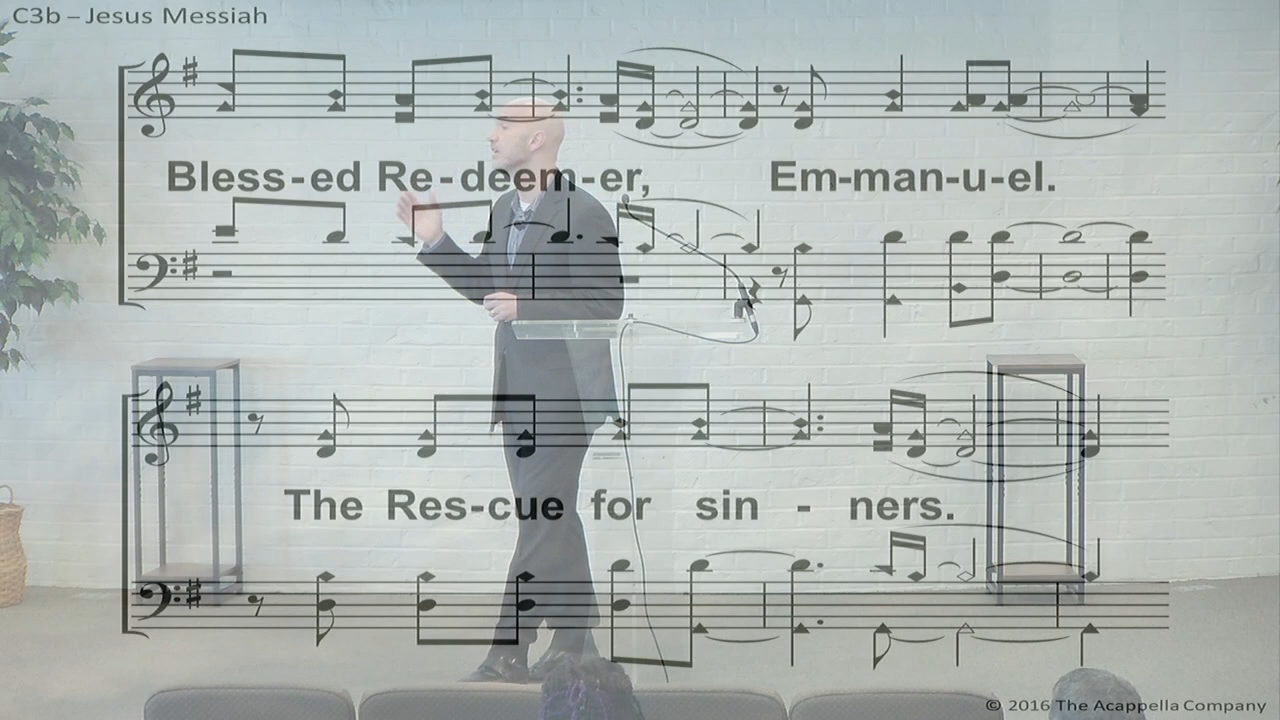 C3b – Jesus Messiah
Bless-ed Re-deem-er, Em-man-u-el.
The Res-cue for sin - ners.
© 2016 The Acappella Company